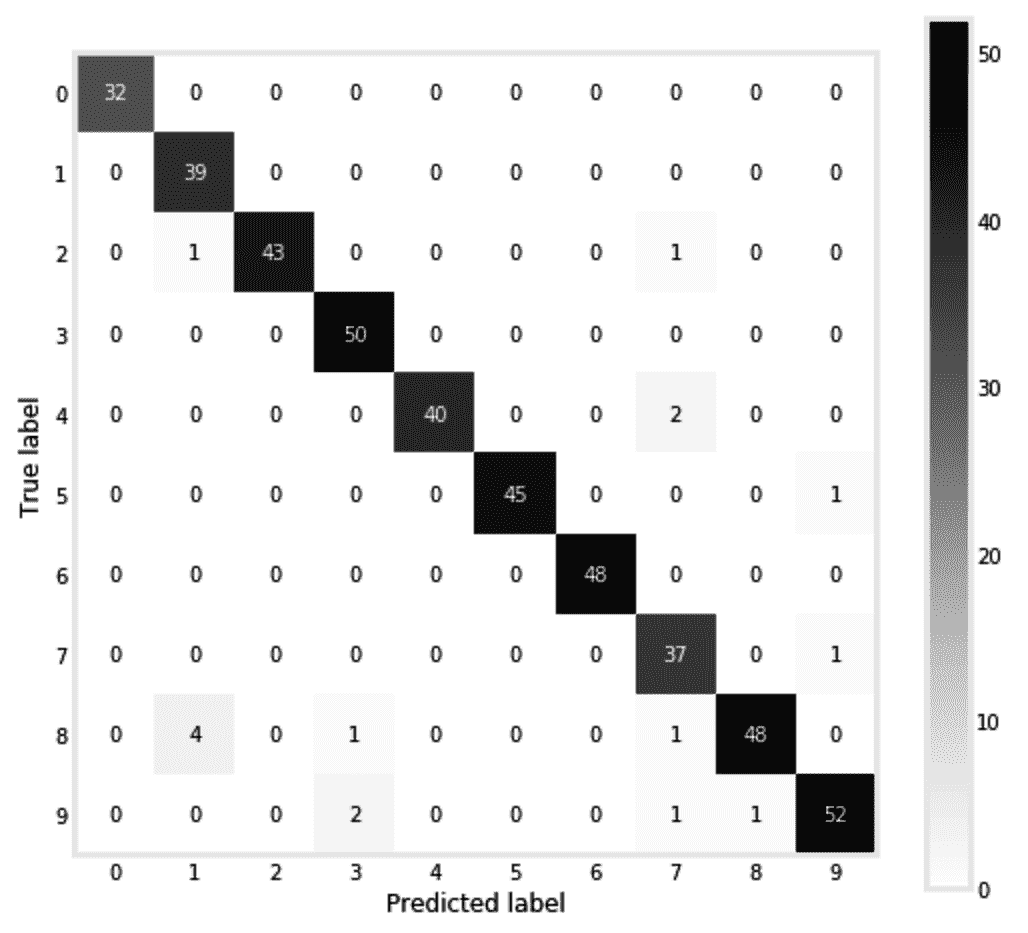 0 32 0 0 0 0 0 0 0 0 0
1 0 39 0 0 0 0 0 0 0 0
2 0 1 43 0 0 0 0 1 0 0
3 0 0 0 50 0 0 0 0 0 0
4 0 0 0 0 40 0 0 2 0 0
5 0 0 0 0 0 45 0 0 0 1
6 0 0 0 0 0 0 48 0 0 0
7 0 0 0 0 0 0 0 37 0 1
8 0 4 0 1 0 0 0 1 48 0
9 0 0 0 2 0 0 0 1 1 52
0 1 2 3 4 5 6 7 8 9
Predicted label
True label
50
40
30
20
10
0